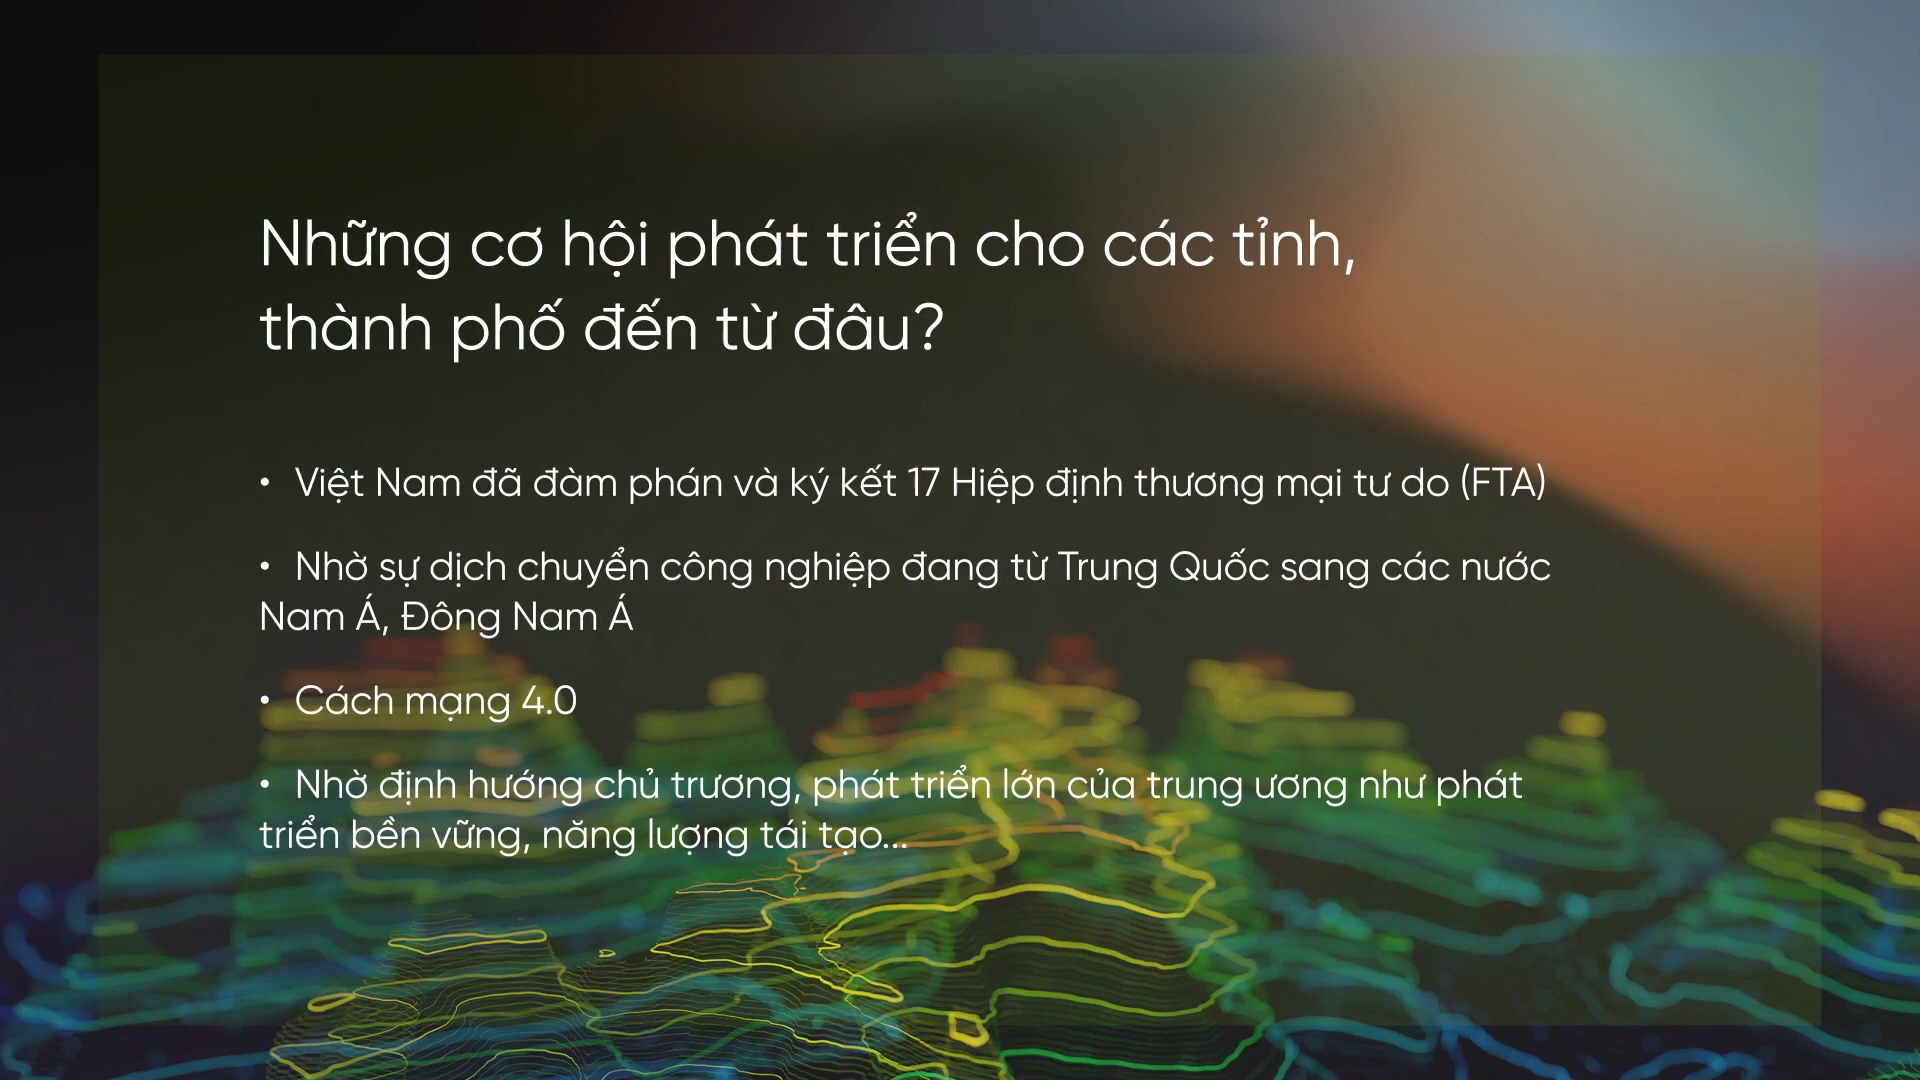 Những cơ hội phát triển cho các tỉnh,
thành phố đến từ đâu?
• Việt Nam đã đàm phán và ký kết 17 Hiệp định thương mại tư do (FTA)
• Nhờ sự dịch chuyển công nghiệp đang từ Trung Quốc sang các nước
Nam Á, Đông Nam Á
• Cách mạng 4.0
• Nhờ định hướng chủ trương, phát triển lớn của trung ương như phát
triển bền vững, năng lượng tái tạo...